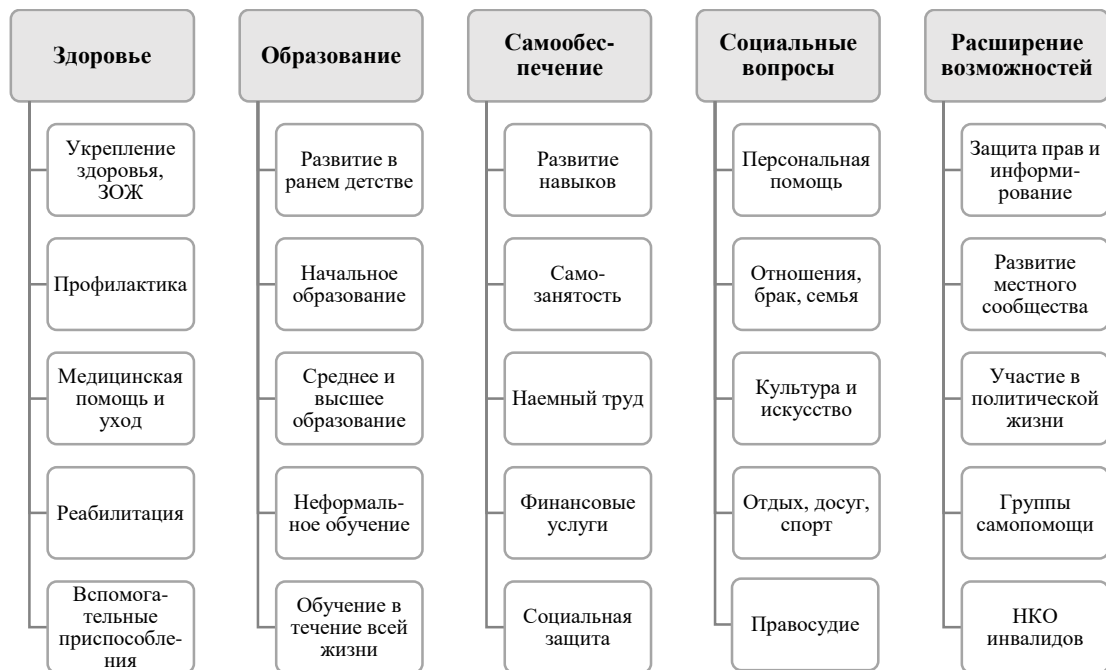 Здоровье
Укрепление
здоровья,
ЗОЖ
Профилактика
Медицинская
помощь и
уход
Реабилитация
Вспомога-
тельные
приспособле-
ния
Образование
Развитие в
ранем детстве
Начальное
образование
Среднее и
высшее
образование
Неформаль-
ное обучение
Обучение в
течение всей
жизни
Самообес-
печение
Развитие
навыков
Само-
занятость
Наемный труд
Финансовые
услуги
Социальная
защита
Социальные
вопросы
Персональная
помощь
Отношения,
брак, семья
Культура и
искусство
Отдых, досуг,
спорт
Правосудие
Расширение
возможностей
Защита прав и
информи-
рование
Развитие
местного
сообщества
Участие в
политической
жизни
Группы
самопомощи
НКО
инвалидов